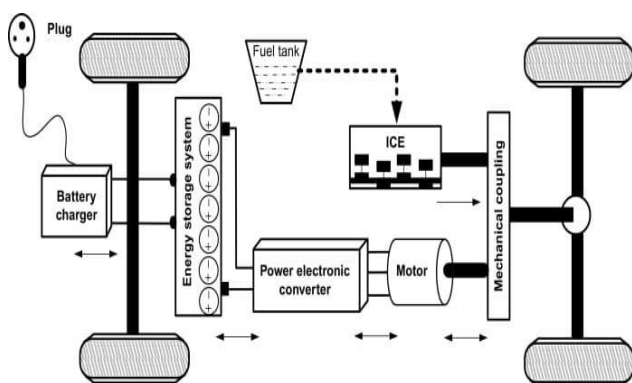 Plug
Fuel tank
ICE
Battery
charger
Energy storage system
Power electronic
converter
Motor
Mechanical coupling